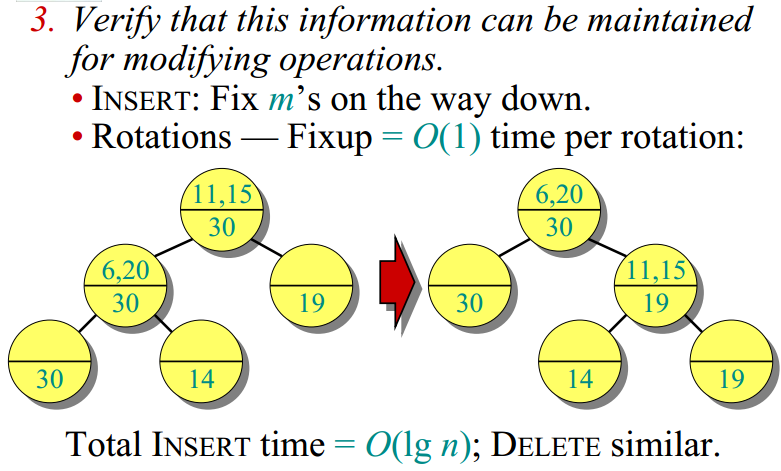 3. Verify that this information can be maintained
for modifying operations.
• INSERT: Fix m's on the way down.
• Rotations — Fixup = O(1) time per rotation:
11,15
30
6,20
30
19
30
14
6,20
30
30
11,15
19
14
19
Total INSERT time = O(lg n); DELETE similar.